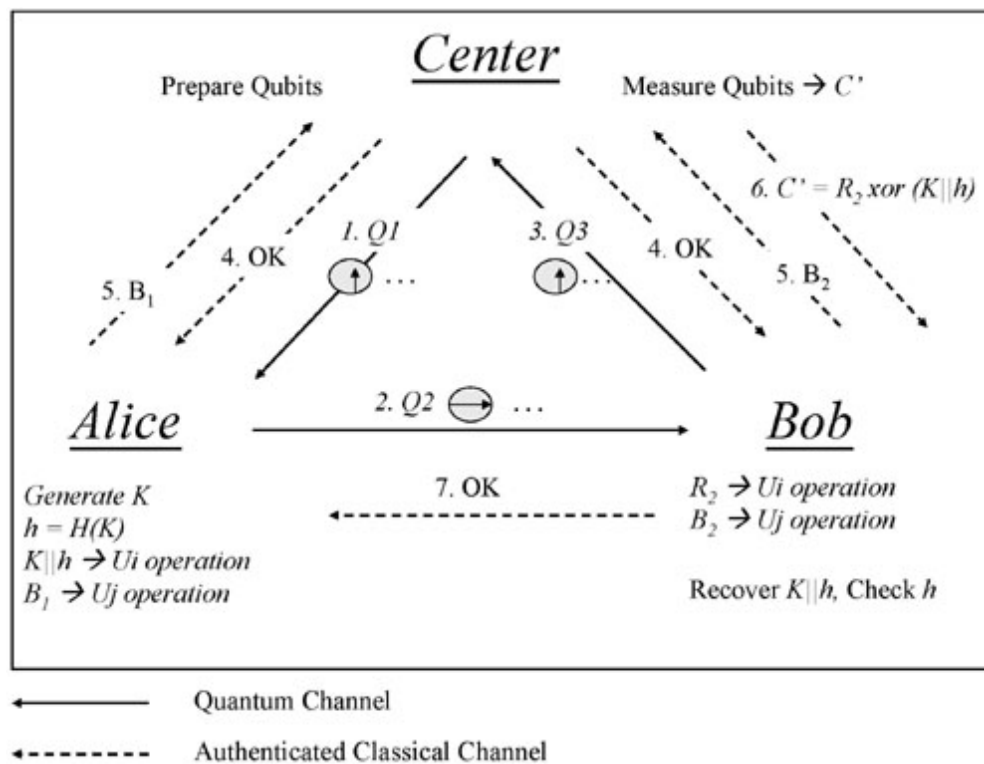 Center
Prepare Qubits
Measure Qubits → C’
6. C’ = R₂ xor (K||h)
1. Q1
3. Q3
4. OK
4. OK
5. B₁
5. B₂
...
...
2. Q2
...
Alice
Bob
7. OK
Generate K
h = H(K)
K||h → Ui operation
B₁ → Uj operation
R₂ → Ui operation
B₂ → Uj operation
Recover K||h, Check h
Quantum Channel
Authenticated Classical Channel